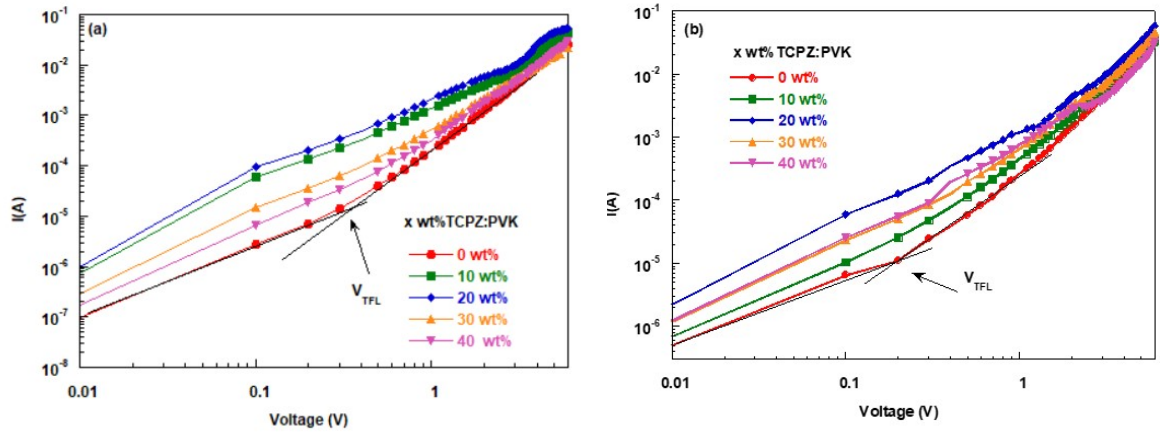 (a)
10⁻¹
10⁻²
10⁻³
10⁻⁴
10⁻⁵
10⁻⁶
10⁻⁷
10⁻⁸
I(A)
V_TFL
x wt%TCPZ:PVK
0 wt%
10 wt%
20 wt%
30 wt%
40 wt%
0.01 0.1 1
Voltage (V)
(b)
10⁻¹
10⁻²
10⁻³
10⁻⁴
10⁻⁵
10⁻⁶
I(A)
x wt% TCPZ:PVK
0 wt%
10 wt%
20 wt%
30 wt%
40 wt%
V_TFL
0.01 0.1 1
Voltage (V)